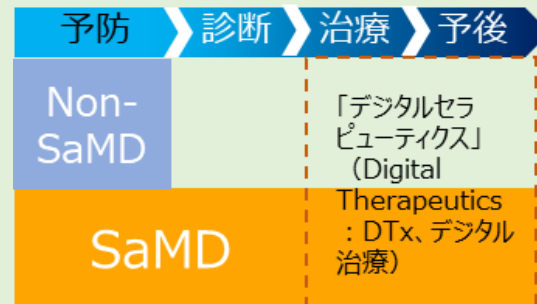 予防 診断 治療 予後
Non-
SaMD
「デジタルセラ
ピューティクス」
(Digital
Therapeutics
:DTx、デジタル
治療)
SaMD